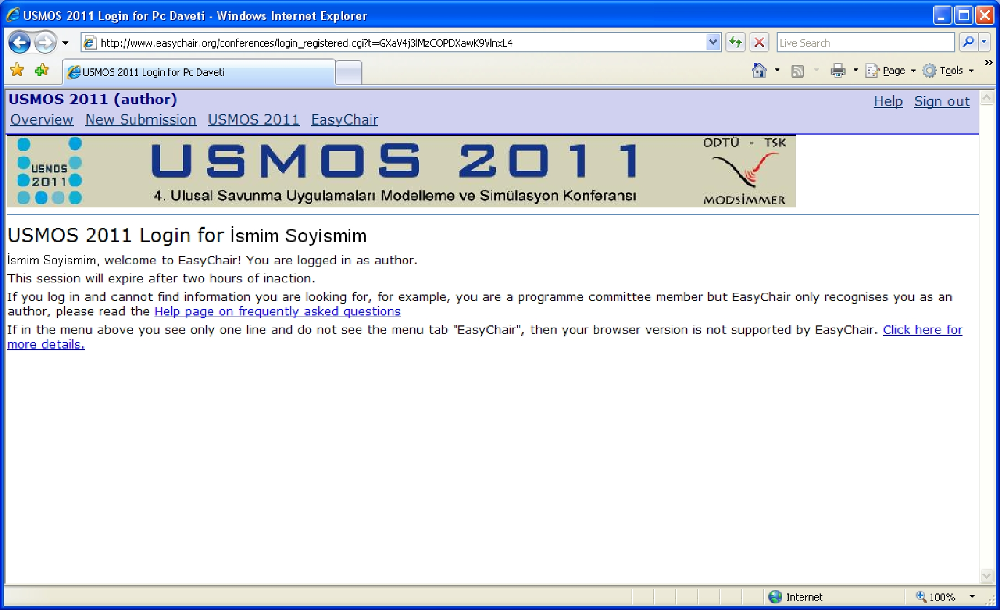 USMOS 2011 Login for Pc Daveti - Windows Internet Explorer
http://www.easychair.org/conferences/login_registered.cgi?t=GXaV4j3lMzCOPDXawK9VlnxL4
Live Search
USMOS 2011 Login for Pc Daveti
Page
Tools
»
USMOS 2011 (author)
Help Sign out
Overview New Submission USMOS 2011 EasyChair
ODTÜ - TSK
USMOS 2011
USNOS
2011
4. Ulusal Savunma Uygulamaları Modelleme ve Simülasyon Konferansı
MODSİMMER
USMOS 2011 Login for İsmim Soyismim
İsmim Soyismim, welcome to EasyChair! You are logged in as author.
This session will expire after two hours of inaction.
If you log in and cannot find information you are looking for, for example, you are a programme committee member but EasyChair only recognises you as an
author, please read the Help page on frequently asked questions
If in the menu above you see only one line and do not see the menu tab "EasyChair", then your browser version is not supported by EasyChair. Click here for
more details.
Internet
100%